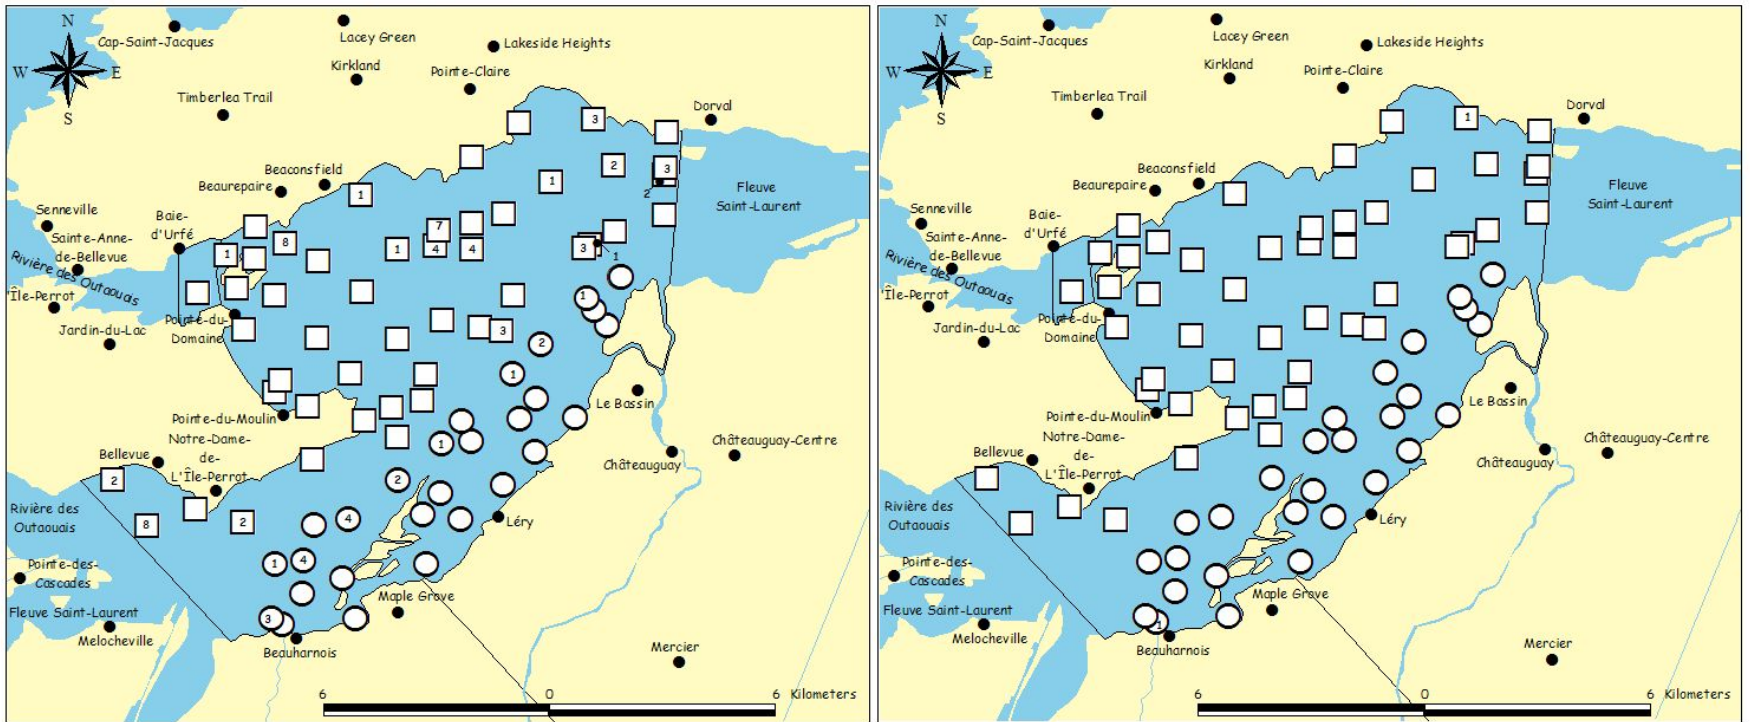 N
Cap-Saint-Jacques
Lacey Green
Lakeside Heights
W
E
Kirkland
Pointe-Claire
Timberlea Trail
S
Dorval
3
Beaconsfield
2
3
Beaurepaire
1
1
2
Fleuve
Saint-Laurent
Senneville
Baie-
d'Urfé
7
Sainte-Anne-
de-Bellevue
8
1
1
4
4
3
1
Rivière des Outaouais
'Île-Perrot
1
Pointe-du-
Domaine
Jardin-du-Lac
3
2
1
Le Bassin
Pointe-du-Moulin
Notre-Dame-
de-
L'Île-Perrot
1
Châteauguay-Centre
Bellevue
Châteauguay
2
2
Rivière des
Outaouais
8
2
4
Léry
1
4
Pointe-des-
Cascades
Maple Grove
Fleuve Saint-Laurent
3
Melocheville
Beauharnois
Mercier
6
0
6 Kilometers
N
Cap-Saint-Jacques
Lacey Green
Lakeside Heights
W
E
Kirkland
Pointe-Claire
Timberlea Trail
S
Dorval
1
Beaconsfield
Beaurepaire
Fleuve
Saint-Laurent
Senneville
Baie-
d'Urfé
Sainte-Anne-
de-Bellevue
Rivière des Outaouais
'Île-Perrot
Pointe-du-
Domaine
Jardin-du-Lac
Le Bassin
Pointe-du-Moulin
Notre-Dame-
de-
L'Île-Perrot
Châteauguay-Centre
Bellevue
Châteauguay
Rivière des
Outaouais
Léry
Pointe-des-
Cascades
Maple Grove
Fleuve Saint-Laurent
1
Melocheville
Beauharnois
Mercier
6
0
6 Kilometers